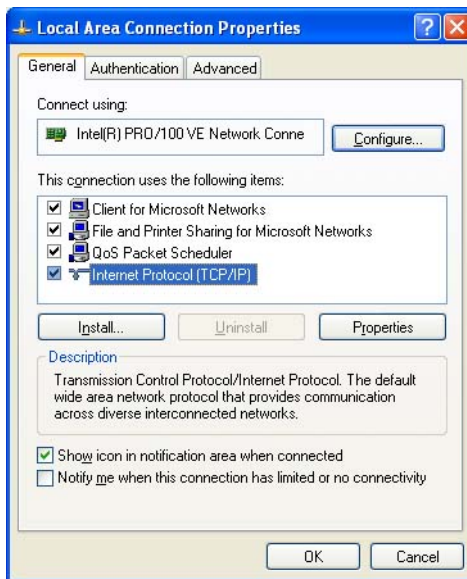 Local Area Connection Properties
General
Authentication
Advanced
Connect using:
Intel(R) PRO/100 VE Network Conne
Configure...
This connection uses the following items:
Client for Microsoft Networks
File and Printer Sharing for Microsoft Networks
QoS Packet Scheduler
Internet Protocol (TCP/IP)
Install...
Uninstall
Properties
Description
Transmission Control Protocol/Internet Protocol. The default
wide area network protocol that provides communication
across diverse interconnected networks.
Show icon in notification area when connected
Notify me when this connection has limited or no connectivity
OK
Cancel